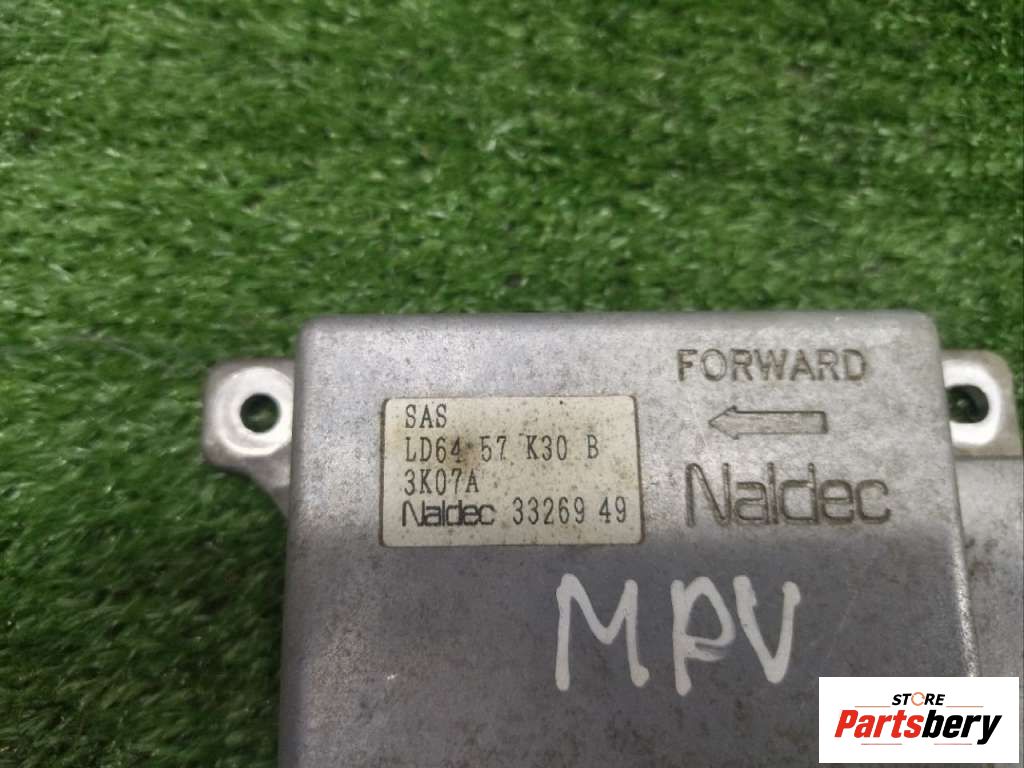 FORWARD
SAS
LD64 57 K30 B
3K07A
Naldec 33269 49
Naldec
MPV
STORE
Partsbery